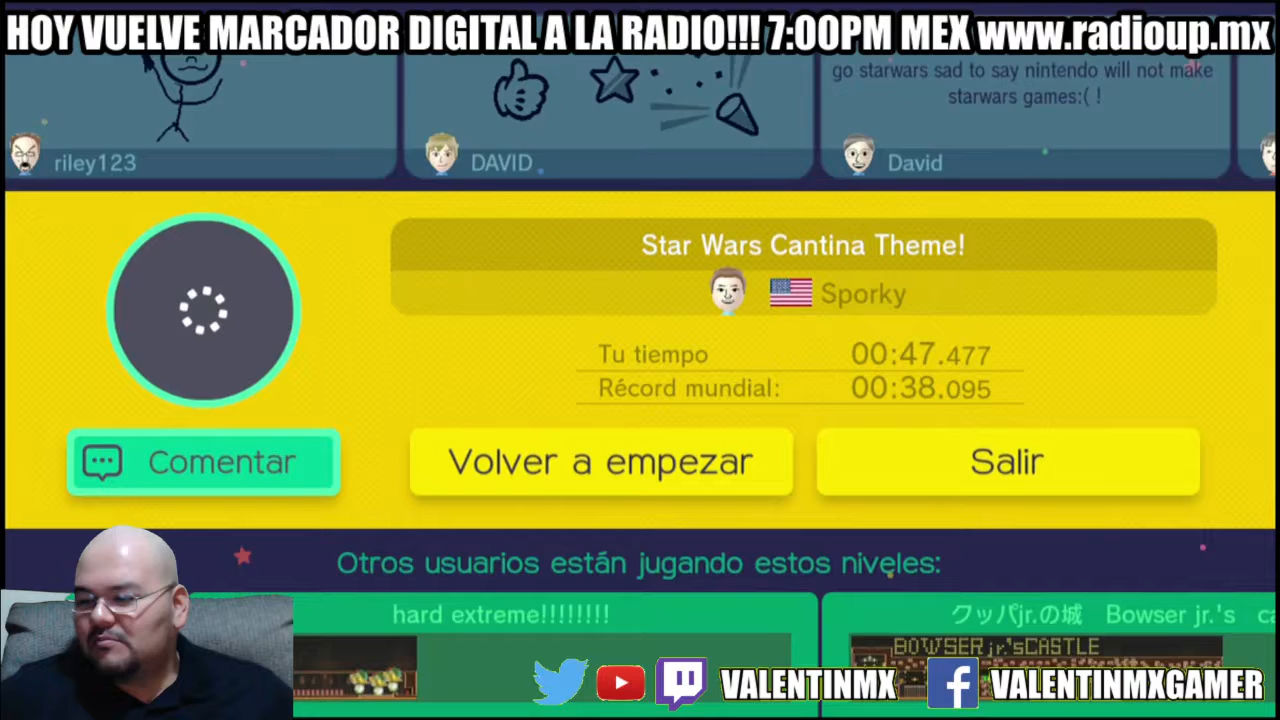 HOY VUELVE MARCADOR DIGITAL A LA RADIO!!! 7:00PM MEX www.radioup.mx
go starwars sad to say nintendo will not make
starwars games:( !
riley123
DAVID
David
Star Wars Cantina Theme!
Sporky
Tu tiempo 00:47.477
Récord mundial: 00:38.095
Comentar
Volver a empezar
Salir
Otros usuarios están jugando estos niveles:
hard extreme!!!!!!!!
クッパjr.の城 Bowser jr.'s
BOWSER jr.'sCASTLE
VALENTINMX
VALENTINMXGAMER